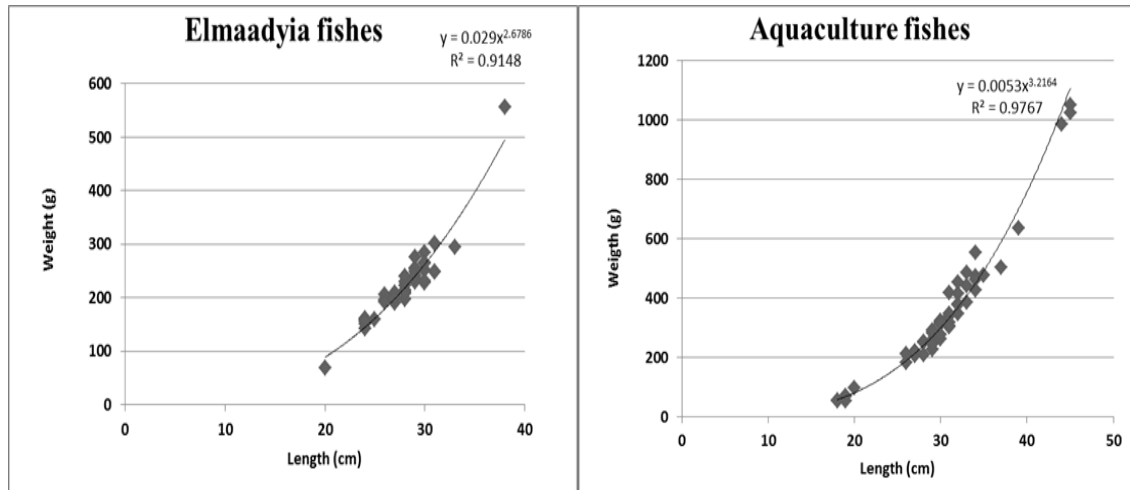 Elmaadyia fishes
y = 0.029x^2.6786
R² = 0.9148
600
500
400
300
200
100
0
Weight (g)
0 10 20 30 40
Length (cm)
Aquaculture fishes
y = 0.0053x^3.2164
R² = 0.9767
1200
1000
800
600
400
200
0
Weigth (g)
0 10 20 30 40 50
Length (cm)